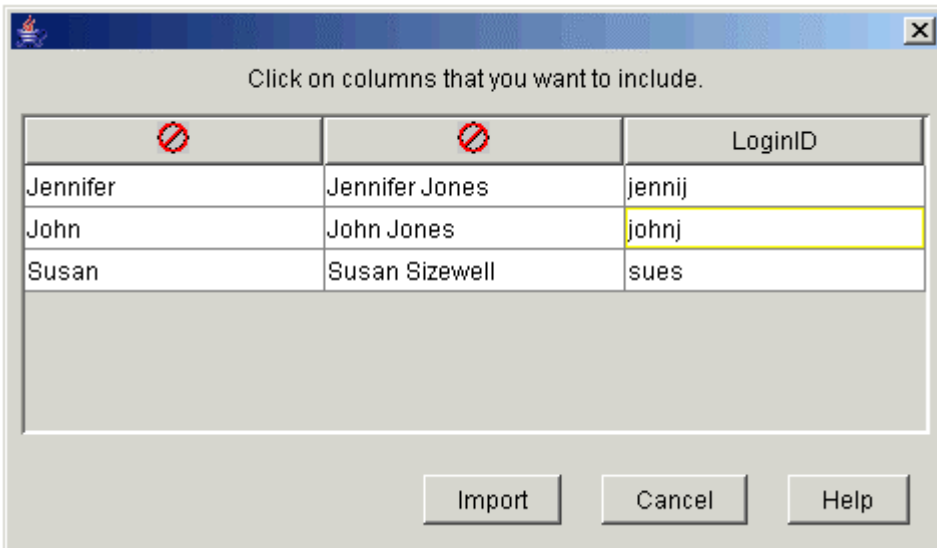 Click on columns that you want to include.
LoginID
Jennifer Jennifer Jones jennij
John John Jones johnj
Susan Susan Sizewell sues
Import Cancel Help